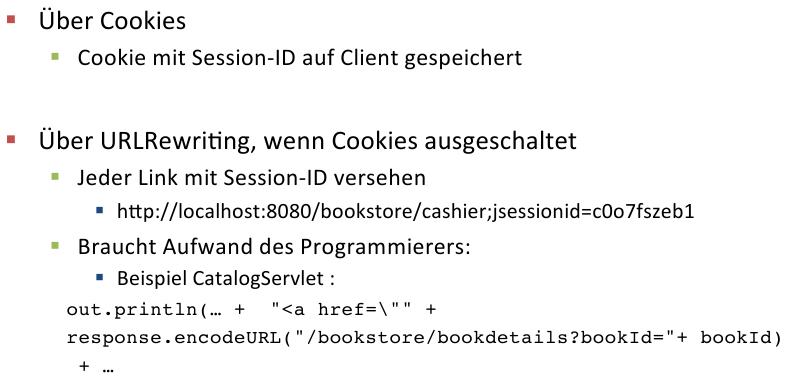 Über Cookies
Cookie mit Session-ID auf Client gespeichert
Über URLRewriting, wenn Cookies ausgeschaltet
Jeder Link mit Session-ID versehen
http://localhost:8080/bookstore/cashier;jsessionid=c0o7fszeb1
Braucht Aufwand des Programmierers:
Beispiel CatalogServlet :
out.println(… +  "<a href=\"" +
response.encodeURL("/bookstore/bookdetails?bookId="+ bookId)
+ …